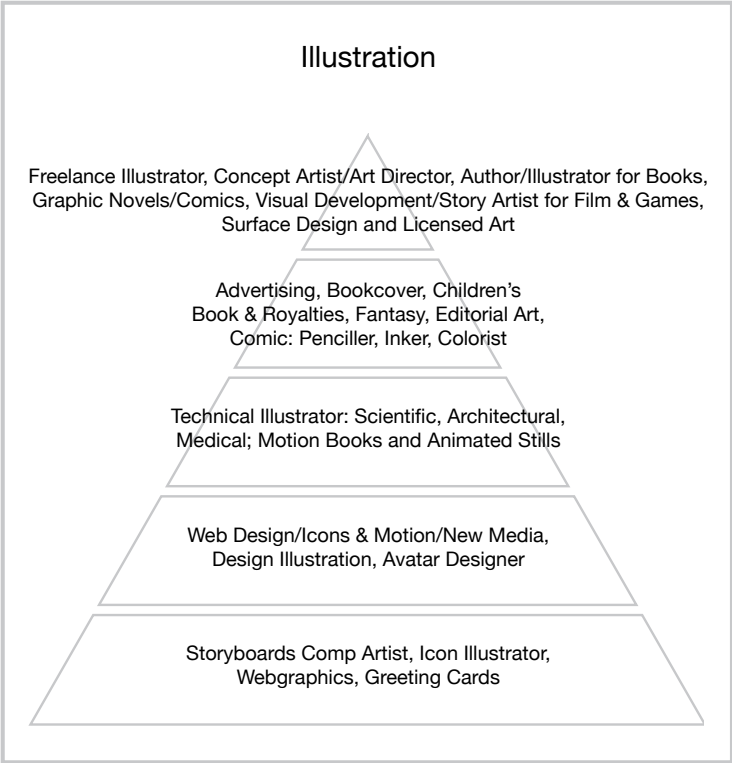 Illustration
Freelance Illustrator, Concept Artist/Art Director, Author/Illustrator for Books,
Graphic Novels/Comics, Visual Development/Story Artist for Film & Games,
Surface Design and Licensed Art
Advertising, Bookcover, Children’s
Book & Royalties, Fantasy, Editorial Art,
Comic: Penciller, Inker, Colorist
Technical Illustrator: Scientific, Architectural,
Medical; Motion Books and Animated Stills
Web Design/Icons & Motion/New Media,
Design Illustration, Avatar Designer
Storyboards Comp Artist, Icon Illustrator,
Webgraphics, Greeting Cards